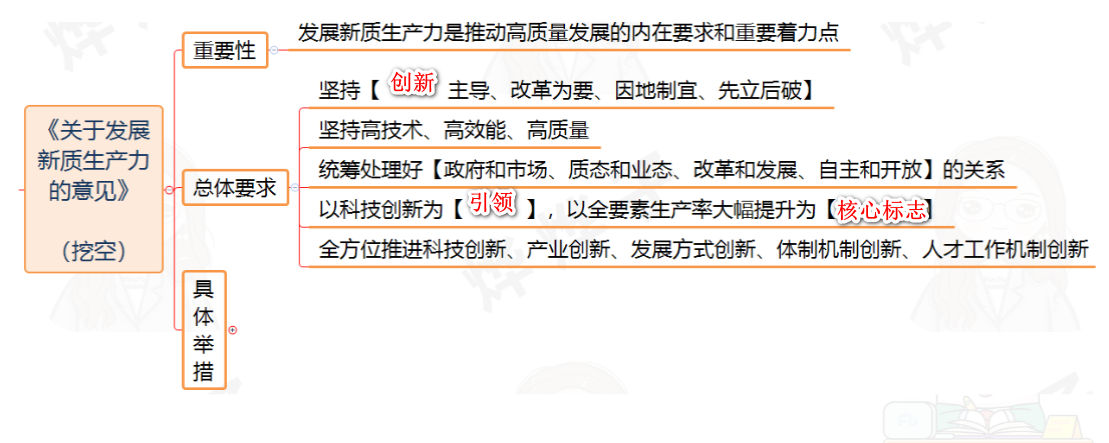 重要性
发展新质生产力是推动高质量发展的内在要求和重要着力点
《关于发展
新质生产力
的意见》
（挖空）
总体要求
坚持【 创新 主导、改革为要、因地制宜、先立后破】
坚持高技术、高效能、高质量
统筹处理好【政府和市场、质态和业态、改革和发展、自主和开放】的关系
以科技创新为【 引领 】，以全要素生产率大幅提升为【核心标志】
全方位推进科技创新、产业创新、发展方式创新、体制机制创新、人才工作机制创新
具
体
举
措